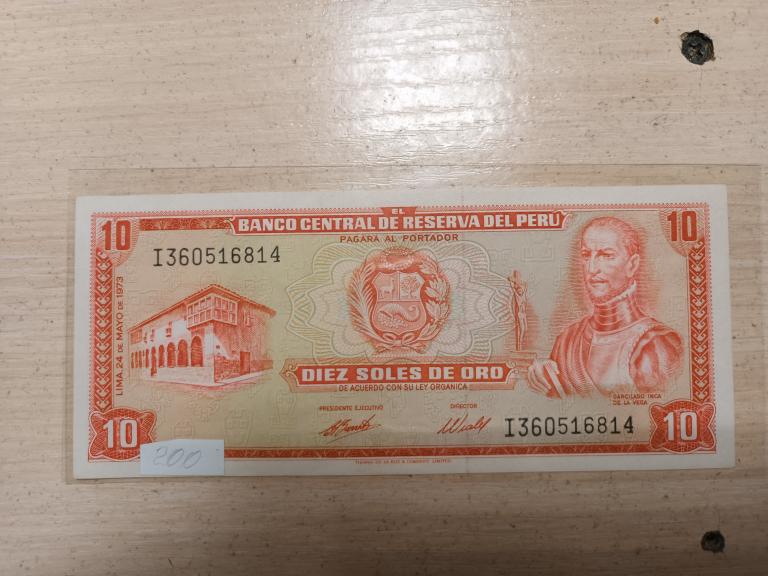 10
EL
BANCO CENTRAL DE RESERVA DEL PERÚ
10
PAGARA AL PORTADOR
I360516814
LIMA, 24 DE MAYO DE 1973
DIEZ SOLES DE ORO
DE ACUERDO CON SU LEY ORGANICA
GARCILASO INCA
DE LA VEGA
PRESIDENTE EJECUTIVO
DIRECTOR
I360516814
10
10
200